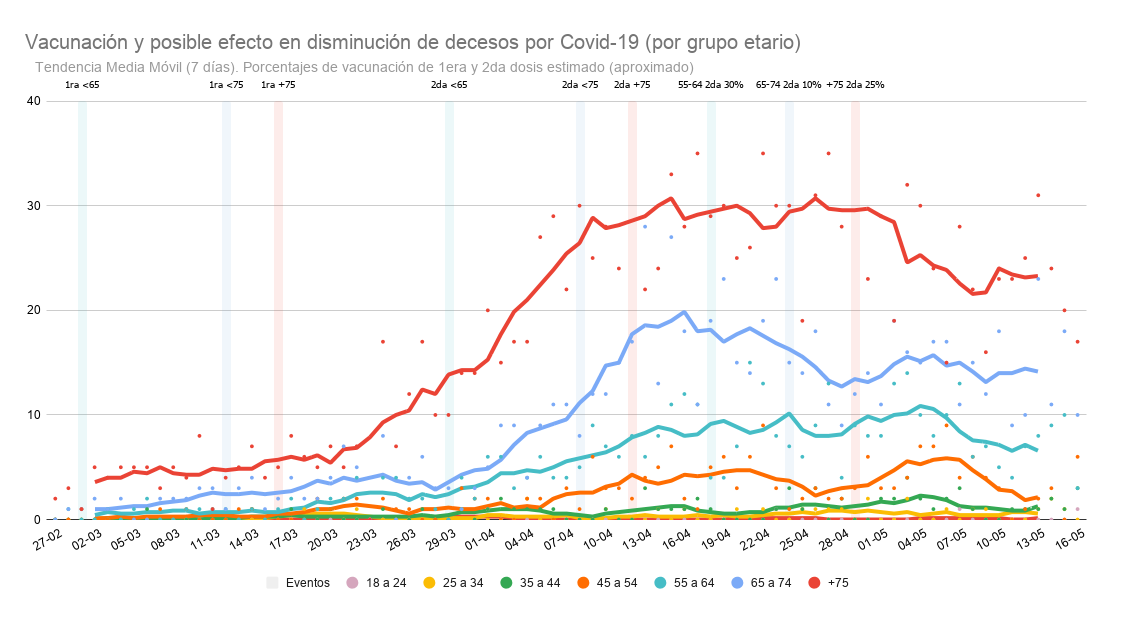 Vacunación y posible efecto en disminución de decesos por Covid-19 (por grupo etario)
Tendencia Media Móvil (7 días). Porcentajes de vacunación de 1era y 2da dosis estimado (aproximado)
1ra <65 1ra <75 1ra +75 2da <65 2da <75 2da +75 55-64 2da 30% 65-74 2da 10% +75 2da 25%
40
30
20
10
0
27-02 02-03 05-03 08-03 11-03 14-03 17-03 20-03 23-03 26-03 29-03 01-04 04-04 07-04 10-04 13-04 16-04 19-04 22-04 25-04 28-04 01-05 04-05 07-05 10-05 13-05 16-05
Eventos 18 a 24 25 a 34 35 a 44 45 a 54 55 a 64 65 a 74 +75